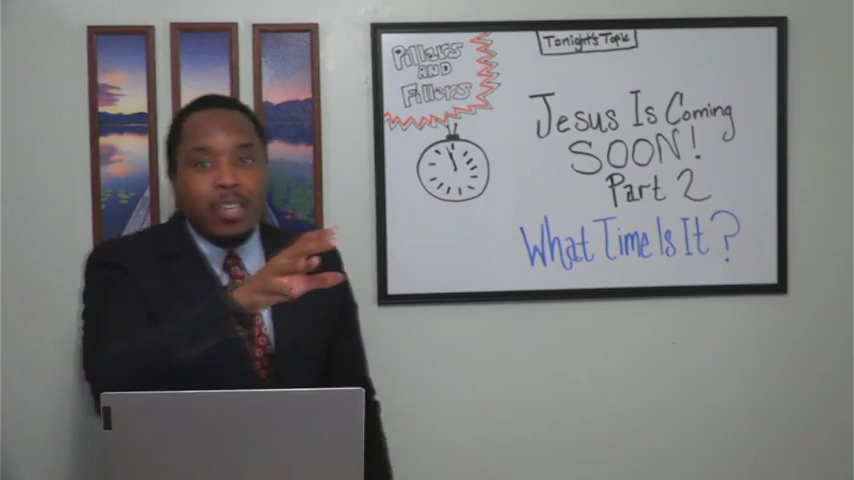 Pillars
AND
Fillers
Tonight's Topic
Jesus Is Coming
SOON!
Part 2
What Time Is It?